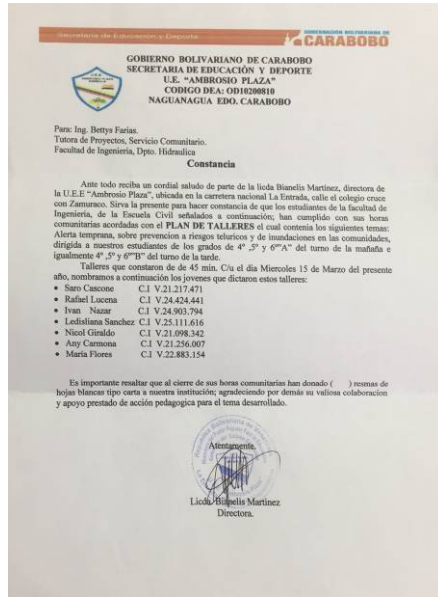 Secretaría de Educación y Deporte
GOBERNACIÓN BOLIVARIANA DE
CARABOBO
GOBIERNO BOLIVARIANO DE CARABOBO
SECRETARIA DE EDUCACIÓN Y DEPORTE
U.E. “AMBROSIO PLAZA”
CODIGO DEA: OD10200810
NAGUANAGUA EDO. CARABOBO
Para: Ing. Bettys Farias.
Tutora de Proyectos, Servicio Comunitario.
Facultad de Ingenieria, Dpto. Hidraulica
Constancia
Ante todo reciba un cordial saludo de parte de la licda Bianelis Martinez, directora de
la U.E.E “Ambrosio Plaza”, ubicada en la carretera nacional La Entrada, calle el colegio cruce
con Zamuraco. Sirva la presente para hacer constancia de que los estudiantes de la facultad de
Ingeniería, de la Escuela Civil señalados a continuación; han cumplido con sus horas
comunitarias acordadas con el PLAN DE TALLERES el cual contenia los siguientes temas:
Alerta temprana, sobre prevencion a riesgos teluricos y de inundaciones en las comunidades,
dirigida a nuestros estudiantes de los grados de 4° ,5° y 6°"A" del turno de la mañana e
igualmente 4° ,5° y 6°"B" del turno de la tarde.
Talleres que constaron de de 45 min. C/u el dia Miercoles 15 de Marzo del presente
año, nombramos a continuación los jovenes que dictaron estos talleres:
• Saro Cascone C.I V.21.217.471
• Rafael Lucena C.I V.24.424.441
• Ivan Nazar C.I V.24.903.794
• Ledisliana Sanchez C.I V.25.111.616
• Nicol Giraldo C.I V.21.098.342
• Any Carmona C.I V.21.256.007
• María Flores C.I V.22.883.154
Es importante resaltar que al cierre de sus horas comunitarias han donado ( ) resmas de
hojas blancas tipo carta a nuestra institución; agradeciendo por demás su valiosa colaboracion
y apoyo prestado de acción pedagogica para el tema desarrollado.
Atentamente,
Licda. Bianelis Martinez
Directora.